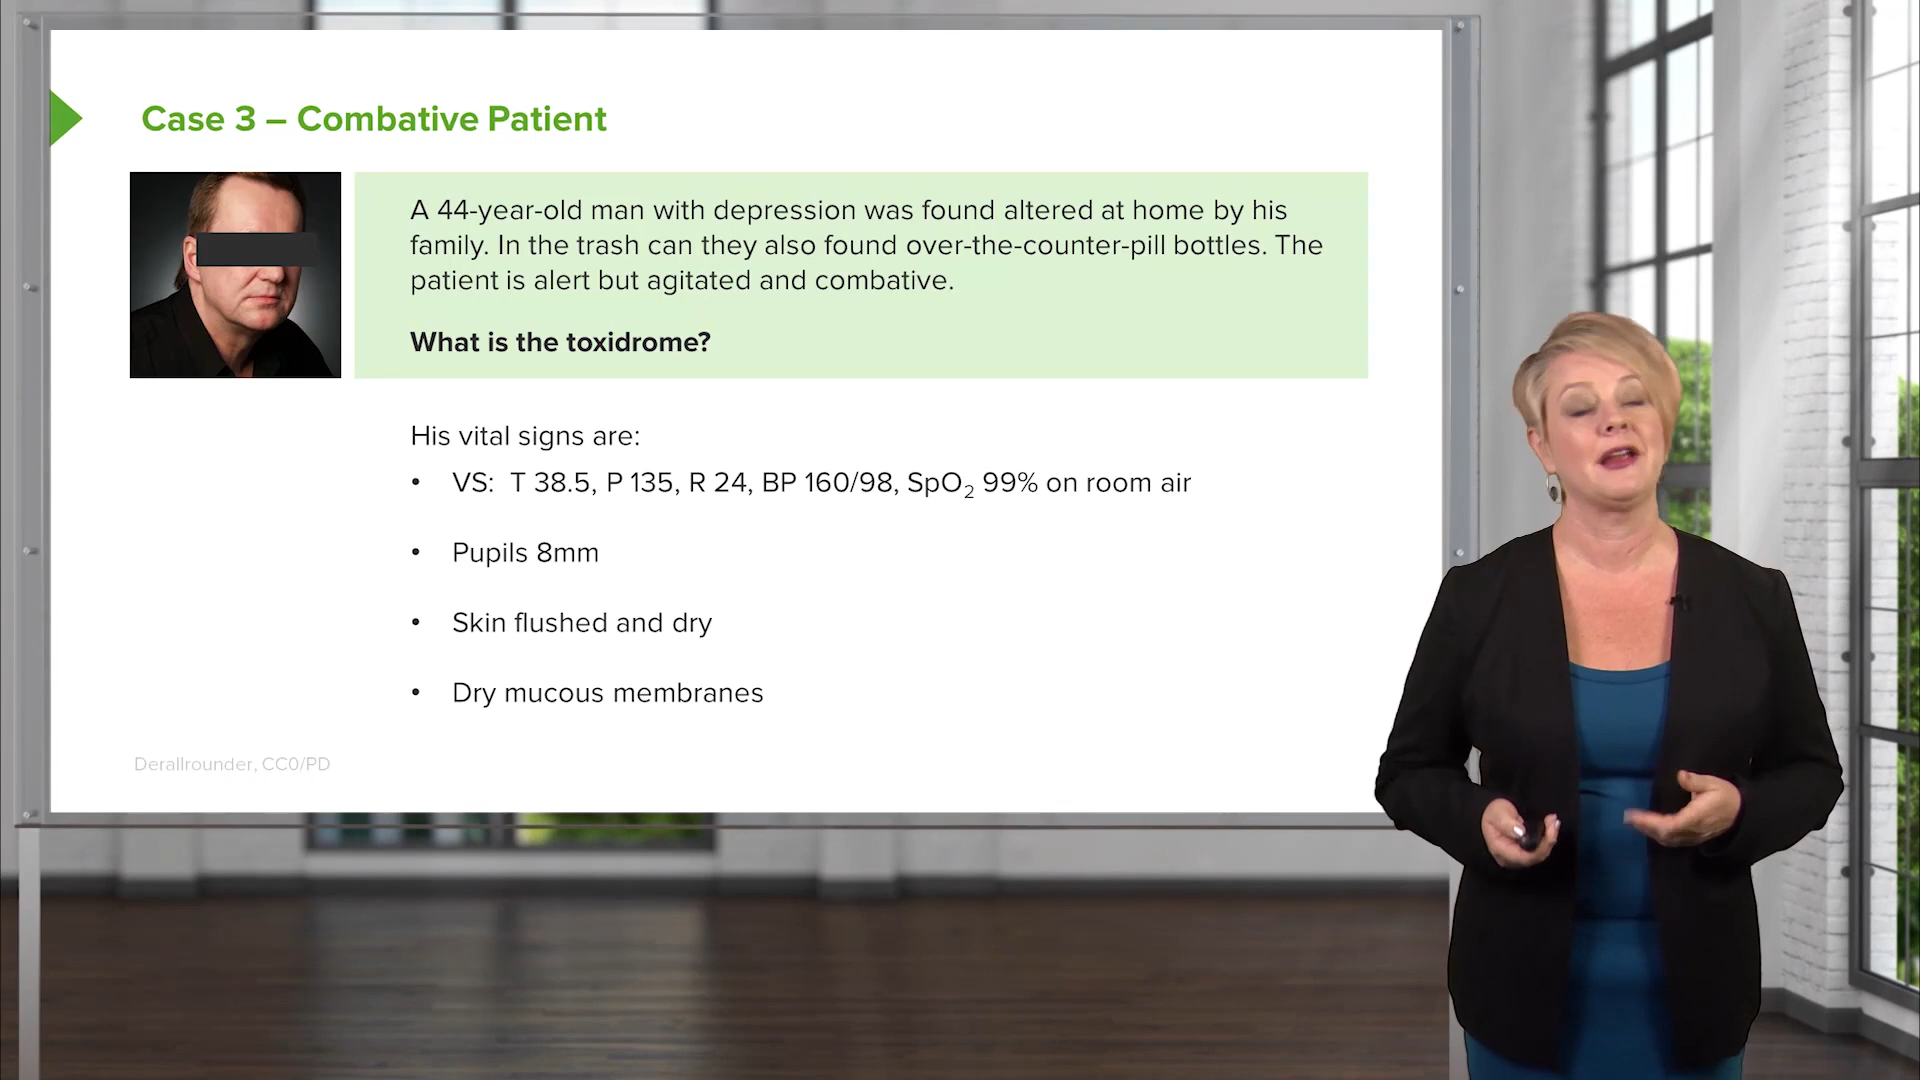 Case 3 – Combative Patient
A 44-year-old man with depression was found altered at home by his
family. In the trash can they also found over-the-counter-pill bottles. The
patient is alert but agitated and combative.
What is the toxidrome?
His vital signs are:
• VS: T 38.5, P 135, R 24, BP 160/98, SpO₂ 99% on room air
• Pupils 8mm
• Skin flushed and dry
• Dry mucous membranes
Derallrounder, CC0/PD